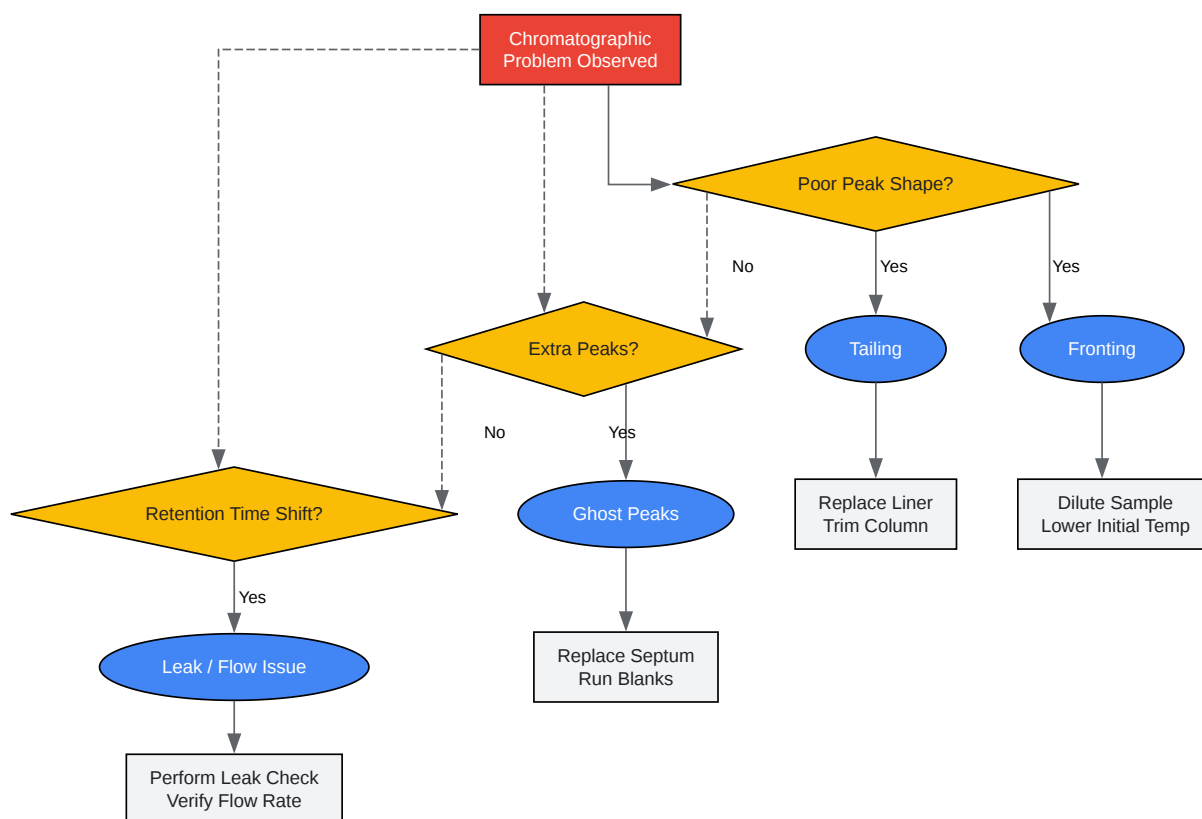 Chromatographic
Problem Observed
Poor Peak Shape?
No
Yes
Yes
Extra Peaks?
Tailing
Fronting
No
Yes
Retention Time Shift?
Ghost Peaks
Replace Liner
Trim Column
Dilute Sample
Lower Initial Temp
Yes
Leak / Flow Issue
Replace Septum
Run Blanks
Perform Leak Check
Verify Flow Rate